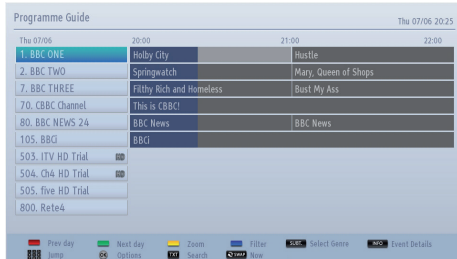 Programme Guide
Thu 07/06 20:25
Thu 07/06 20:00 21:00 22:00
1. BBC ONE Holby City Hustle
2. BBC TWO Springwatch Mary, Queen of Shops
7. BBC THREE Filthy Rich and Homeless Bust My Ass
70. CBBC Channel This is CBBC!
80. BBC NEWS 24 BBC News BBC News
105. BBCi BBCi
503. ITV HD Trial
504. Ch4 HD Trial
505. five HD Trial
800. Rete4
Prev day Next day Zoom Filter SUBT. Select Genre INFO Event Details
Jump OK Options TXT Search SWAP Now